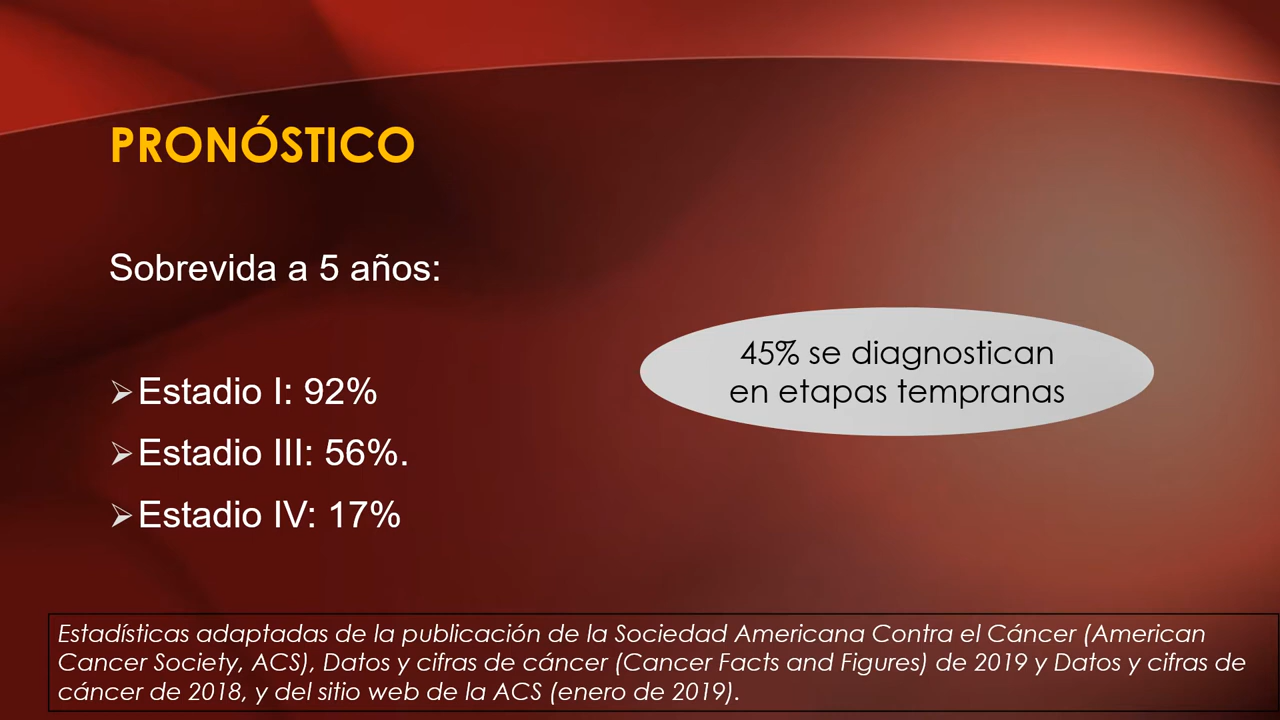 PRONÓSTICO
Sobrevida a 5 años:
Estadio I: 92%
Estadio III: 56%.
Estadio IV: 17%
45% se diagnostican
en etapas tempranas
Estadísticas adaptadas de la publicación de la Sociedad Americana Contra el Cáncer (American
Cancer Society, ACS), Datos y cifras de cáncer (Cancer Facts and Figures) de 2019 y Datos y cifras de
cáncer de 2018, y del sitio web de la ACS (enero de 2019).